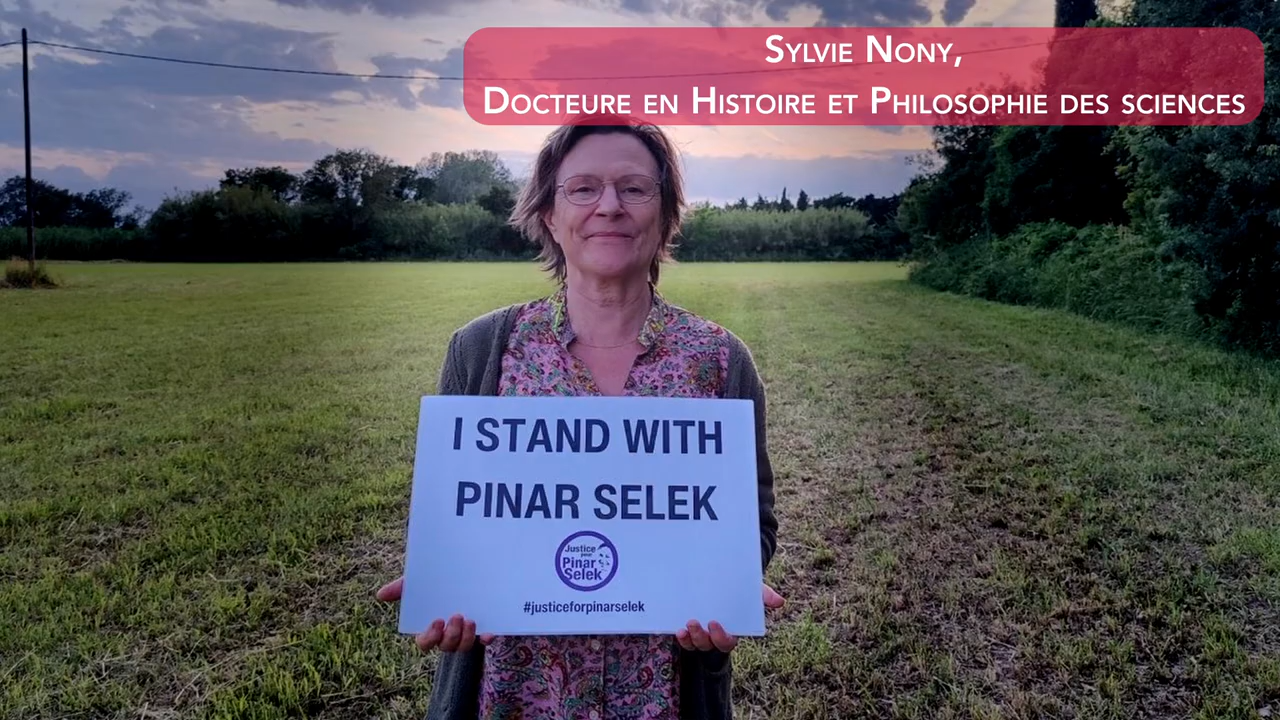 Sylvie Nony,
Docteure en Histoire et Philosophie des sciences
I STAND WITH
PINAR SELEK
Justice
pour
Pinar
Selek
#justiceforpinarselek